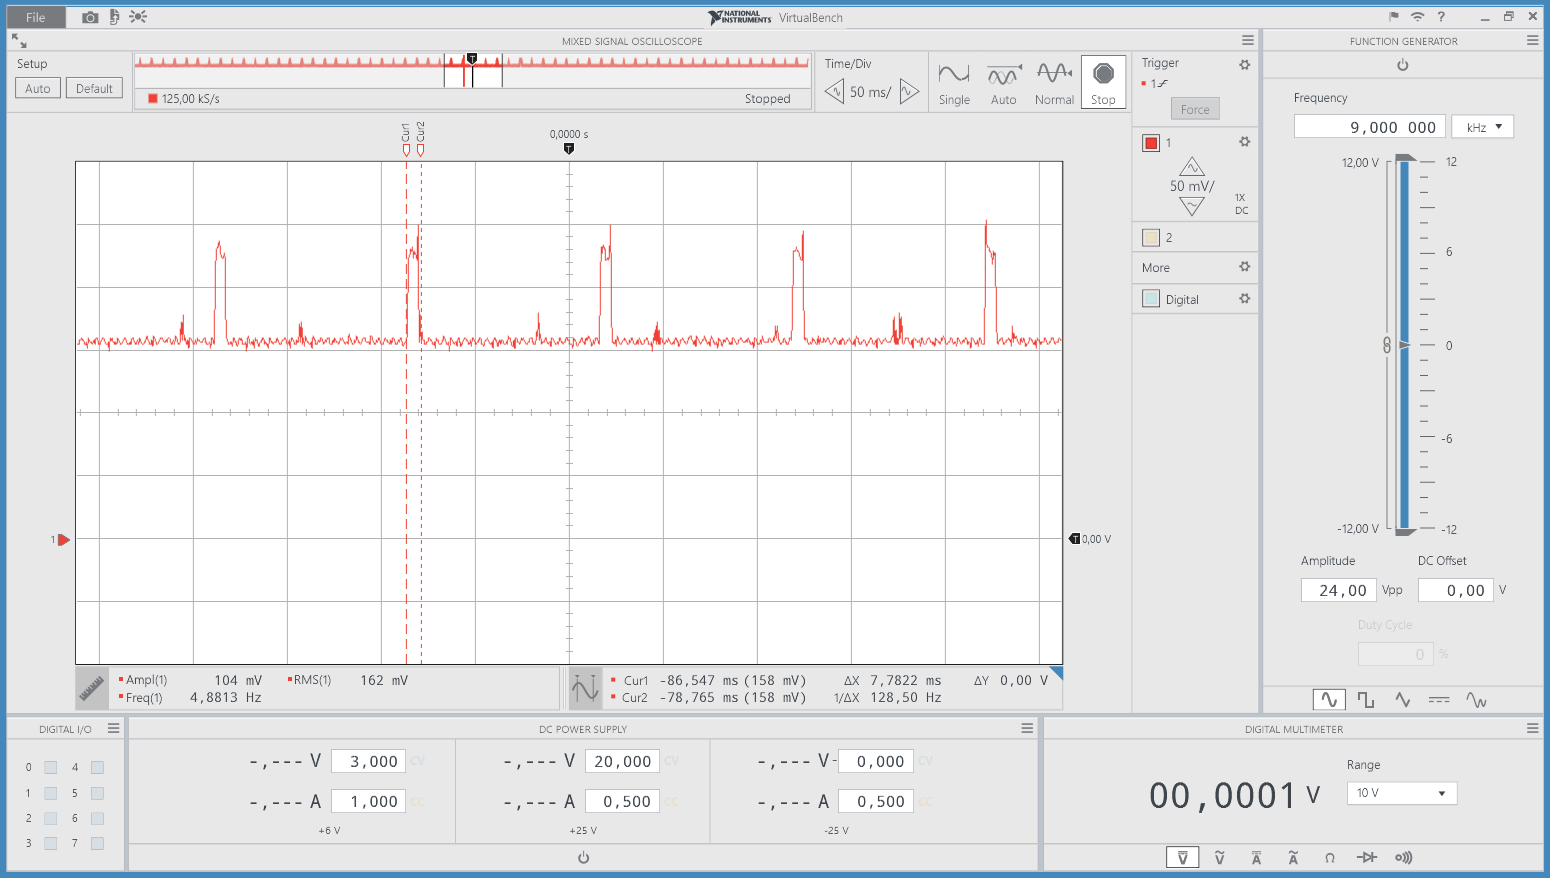 File
NATIONAL INSTRUMENTS VirtualBench
?
MIXED SIGNAL OSCILLOSCOPE
FUNCTION GENERATOR
Setup
Auto
Default
T
125,00 kS/s
Stopped
Time/Div
50 ms/
Single
Auto
Normal
Stop
Trigger
1
Force
Cur1
Cur2
0,0000 s
T
1
50 mV/
1X
DC
2
More
Digital
1
T 0,00 V
Ampl(1) 104 mV
RMS(1) 162 mV
Freq(1) 4,8813 Hz
Cur1 -86,547 ms (158 mV)
ΔX 7,7822 ms
ΔY 0,00 V
Cur2 -78,765 ms (158 mV)
1/ΔX 128,50 Hz
Frequency
9,000 000
kHz
12,00 V
12
6
0
-6
-12,00 V
-12
Amplitude
DC Offset
24,00 Vpp
0,00 V
Duty Cycle
0 %
DIGITAL I/O
0 4
1 5
2 6
3 7
DC POWER SUPPLY
-,--- V 3,000 CV
-,--- A 1,000 CC
+6 V
-,--- V 20,000 CV
-,--- A 0,500 CC
+25 V
-,--- V - 0,000 CV
-,--- A 0,500 CC
-25 V
DIGITAL MULTIMETER
00,0001 V
Range
10 V
V
V
A
A
Ω